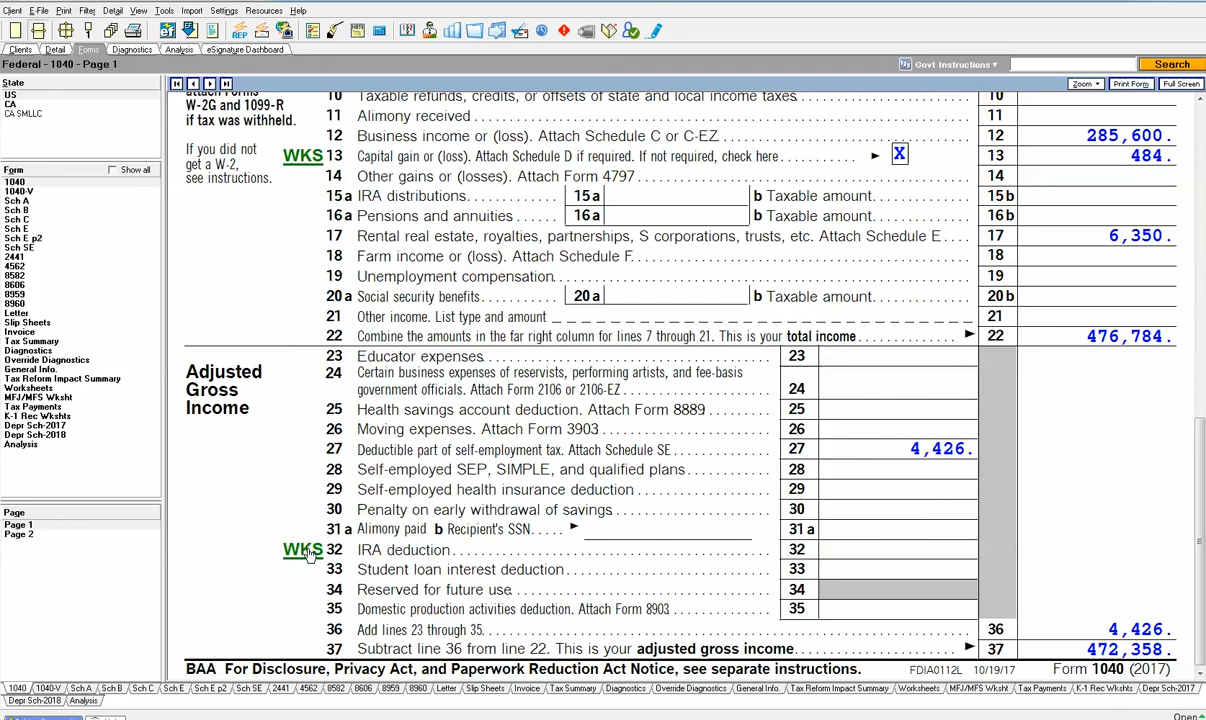 Client E-File Print Detail Tools Import Settings Resources Help
Clients Detail Forms Diagnostics Analysis eSignature Dashboard
Federal - 1040 - Page 1
Govt Instructions
Search
State
US
CA
CA SMLLC
Form
Show all
1040
1040-V
Sch A
Sch B
Sch C
Sch E
Sch E p2
Sch SE
2441
4562
8582
8606
8959
8960
Letter
Slip Sheets
Invoice
Tax Summary
Diagnostics
Override Diagnostics
General Info.
Tax Reform Impact Summary
Worksheets
MFJ/MFS Wksht
Tax Payments
K-1 Rec Wkshts
Depr Sch-2017
Depr Sch-2018
Analysis
Page
Page 1
Page 2
Zoom Print Form Full Screen
attach Forms
W-2G and 1099-R
if tax was withheld.
If you did not
get a W-2,
see instructions.
10 Taxable refunds, credits, or offsets of state and local income taxes 10
11 Alimony received 11
12 Business income or (loss). Attach Schedule C or C-EZ 12 285,600.
WKS 13 Capital gain or (loss). Attach Schedule D if required. If not required, check here X 13 484.
14 Other gains or (losses). Attach Form 4797 14
15a IRA distributions 15a b Taxable amount 15b
16a Pensions and annuities 16a b Taxable amount 16b
17 Rental real estate, royalties, partnerships, S corporations, trusts, etc. Attach Schedule E 17 6,350.
18 Farm income or (loss). Attach Schedule F 18
19 Unemployment compensation 19
20a Social security benefits 20a b Taxable amount 20b
21 Other income. List type and amount 21
22 Combine the amounts in the far right column for lines 7 through 21. This is your total income 22 476,784.
Adjusted
Gross
Income
23 Educator expenses 23
24 Certain business expenses of reservists, performing artists, and fee-basis
government officials. Attach Form 2106 or 2106-EZ 24
25 Health savings account deduction. Attach Form 8889 25
26 Moving expenses. Attach Form 3903 26
27 Deductible part of self-employment tax. Attach Schedule SE 27 4,426.
28 Self-employed SEP, SIMPLE, and qualified plans 28
29 Self-employed health insurance deduction 29
30 Penalty on early withdrawal of savings 30
31a Alimony paid b Recipient's SSN 31a
WKS 32 IRA deduction 32
33 Student loan interest deduction 33
34 Reserved for future use 34
35 Domestic production activities deduction. Attach Form 8903 35
36 Add lines 23 through 35 36 4,426.
37 Subtract line 36 from line 22. This is your adjusted gross income 37 472,358.
BAA For Disclosure, Privacy Act, and Paperwork Reduction Act Notice, see separate instructions. FDIA0112L 10/19/17 Form 1040 (2017)
1040 1040-V Sch A Sch B Sch C Sch E Sch E p2 Sch SE 2441 4562 8582 8606 8959 8960 Letter Slip Sheets Invoice Tax Summary Diagnostics Override Diagnostics General Info. Tax Reform Impact Summary Worksheets MFJ/MFS Wksht Tax Payments K-1 Rec Wkshts Depr Sch-2017
Depr Sch-2018 Analysis
Open